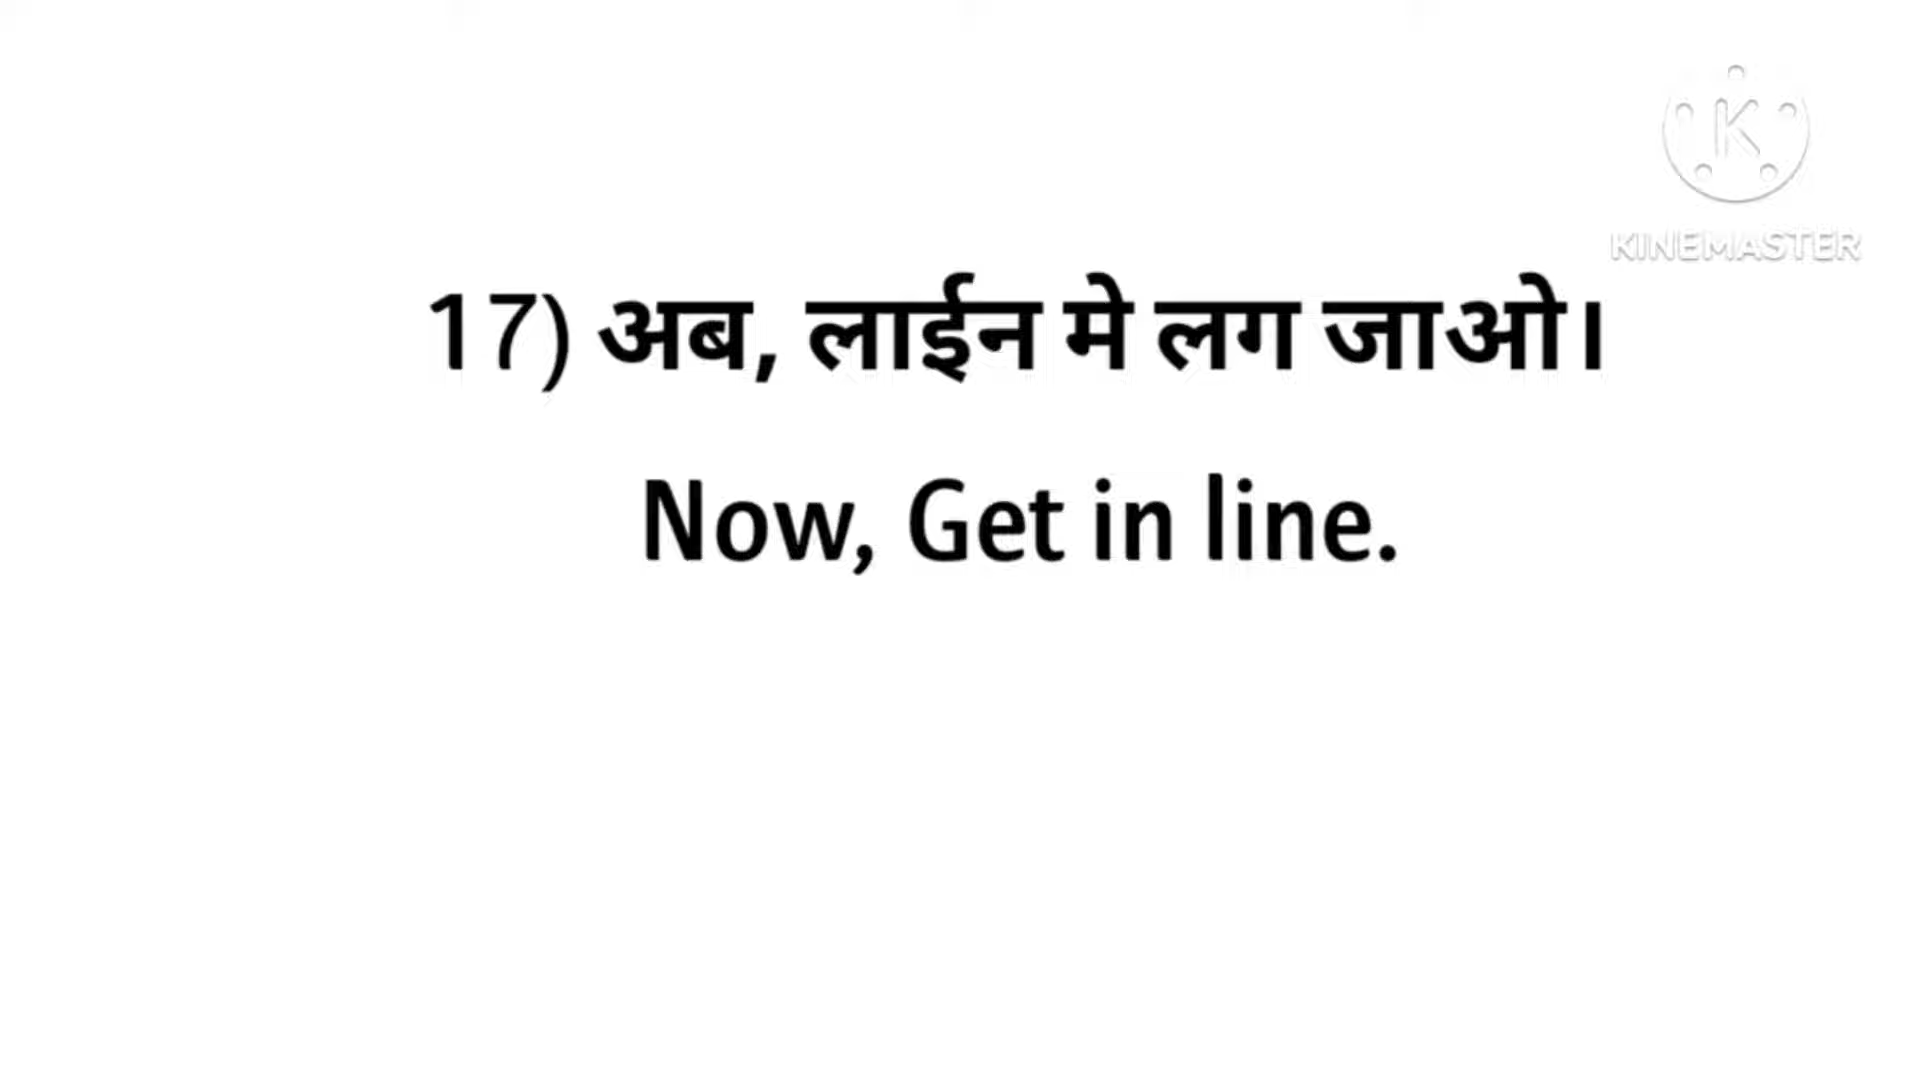 K
KINEMASTER
17) अब, लाईन मे लग जाओ।
Now, Get in line.